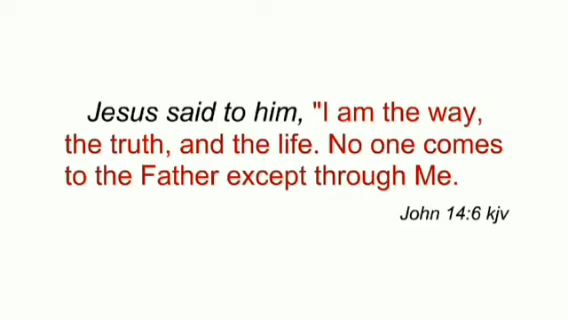 Jesus said to him, "I am the way,
the truth, and the life. No one comes
to the Father except through Me.
John 14:6 kjv